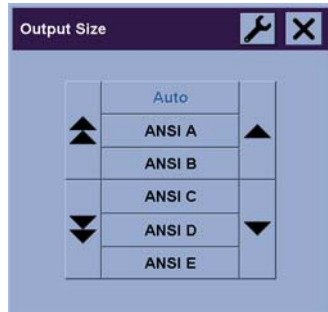 Output Size
Auto
ANSI A
ANSI B
ANSI C
ANSI D
ANSI E